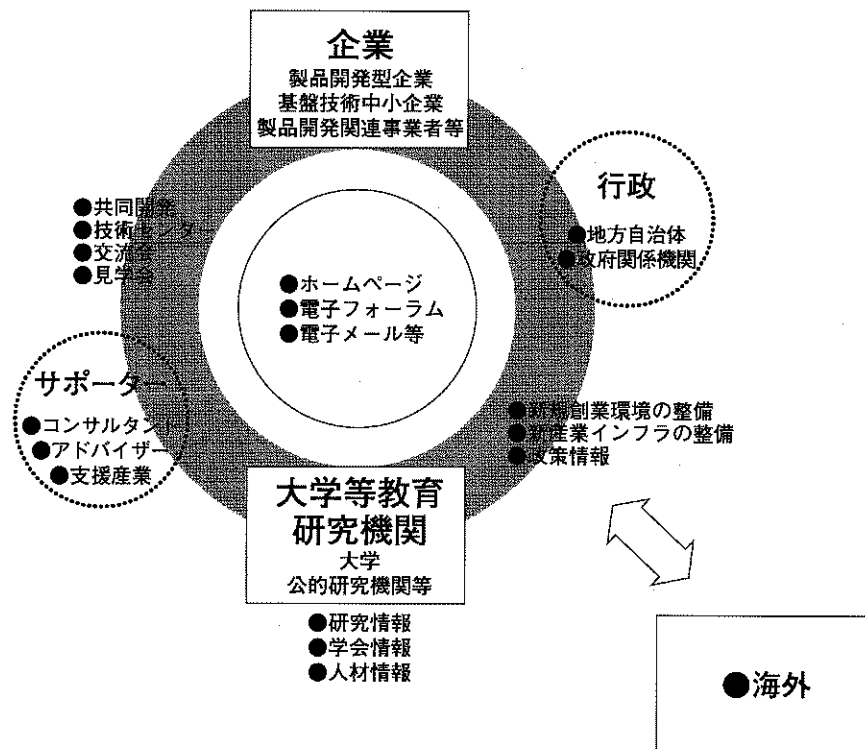 企業
製品開発型企業
基盤技術中小企業
製品開発関連事業者等
行政
●地方自治体
●政府関係機関
●共同開発
●技術センター
●交流会
●見学会
●ホームページ
●電子フォーラム
●電子メール等
サポーター
●コンサルタント
●アドバイザー
●支援産業
●新規創業環境の整備
●新産業インフラの整備
●政策情報
大学等教育
研究機関
大学
公的研究機関等
●研究情報
●学会情報
●人材情報
●海外